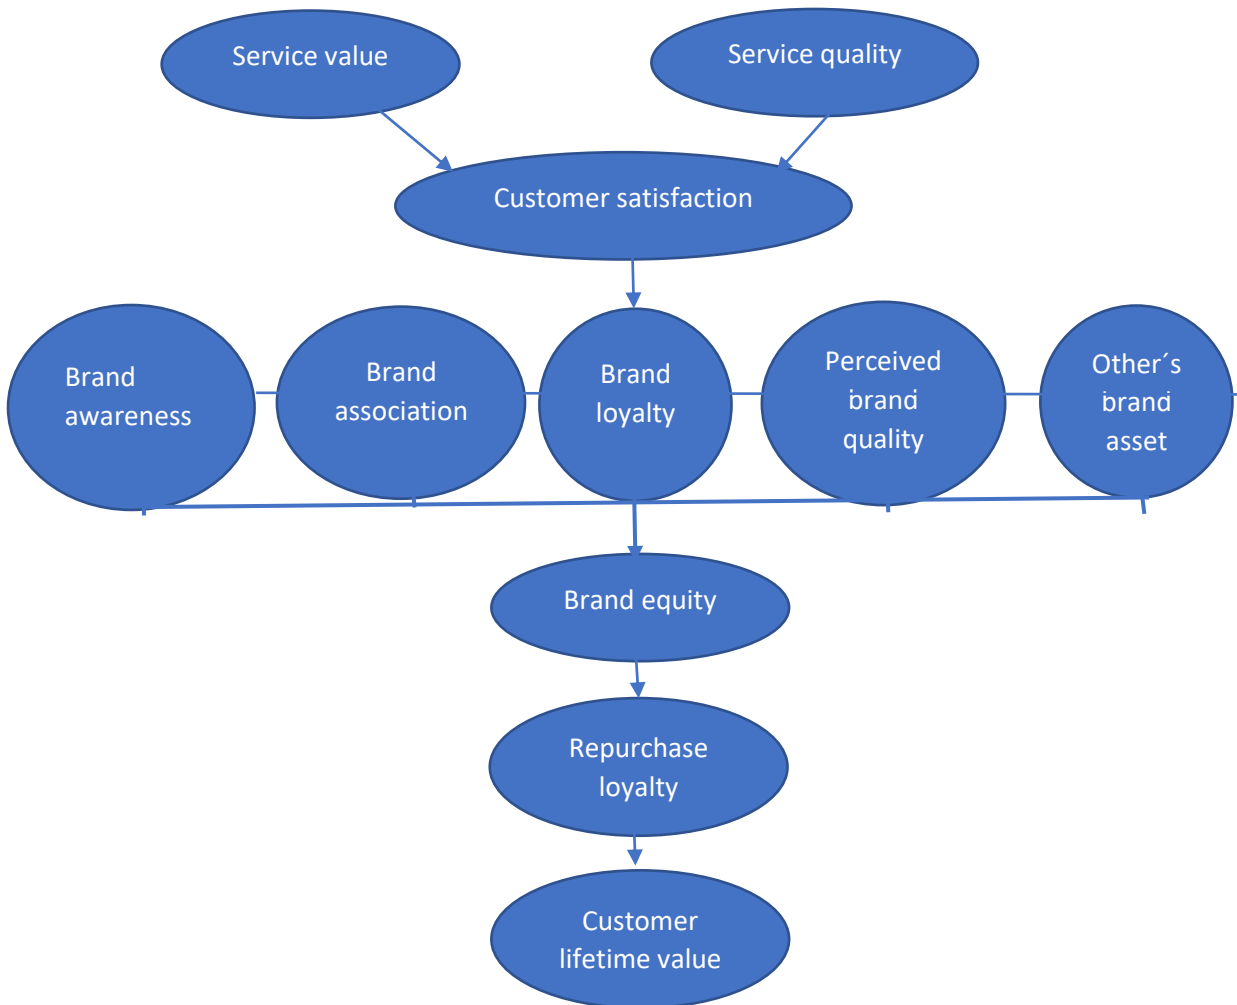 Service value
Service quality
Customer satisfaction
Brand
awareness
Brand
association
Brand
loyalty
Perceived
brand
quality
Other´s
brand
asset
Brand equity
Repurchase
loyalty
Customer
lifetime value